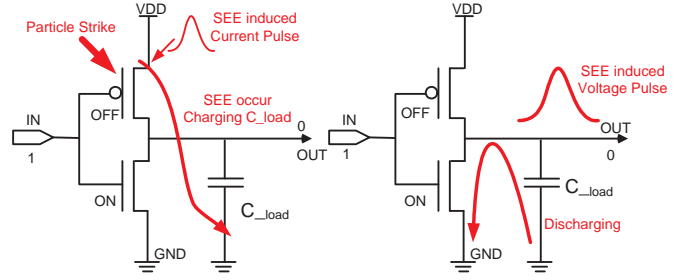 VDD
Particle Strike
SEE induced
Current Pulse
IN
1
OFF
SEE occur
Charging C_load
0
OUT
ON
C_load
GND
VDD
SEE induced
Voltage Pulse
IN
1
OFF
OUT
0
ON
C_load
Discharging
GND